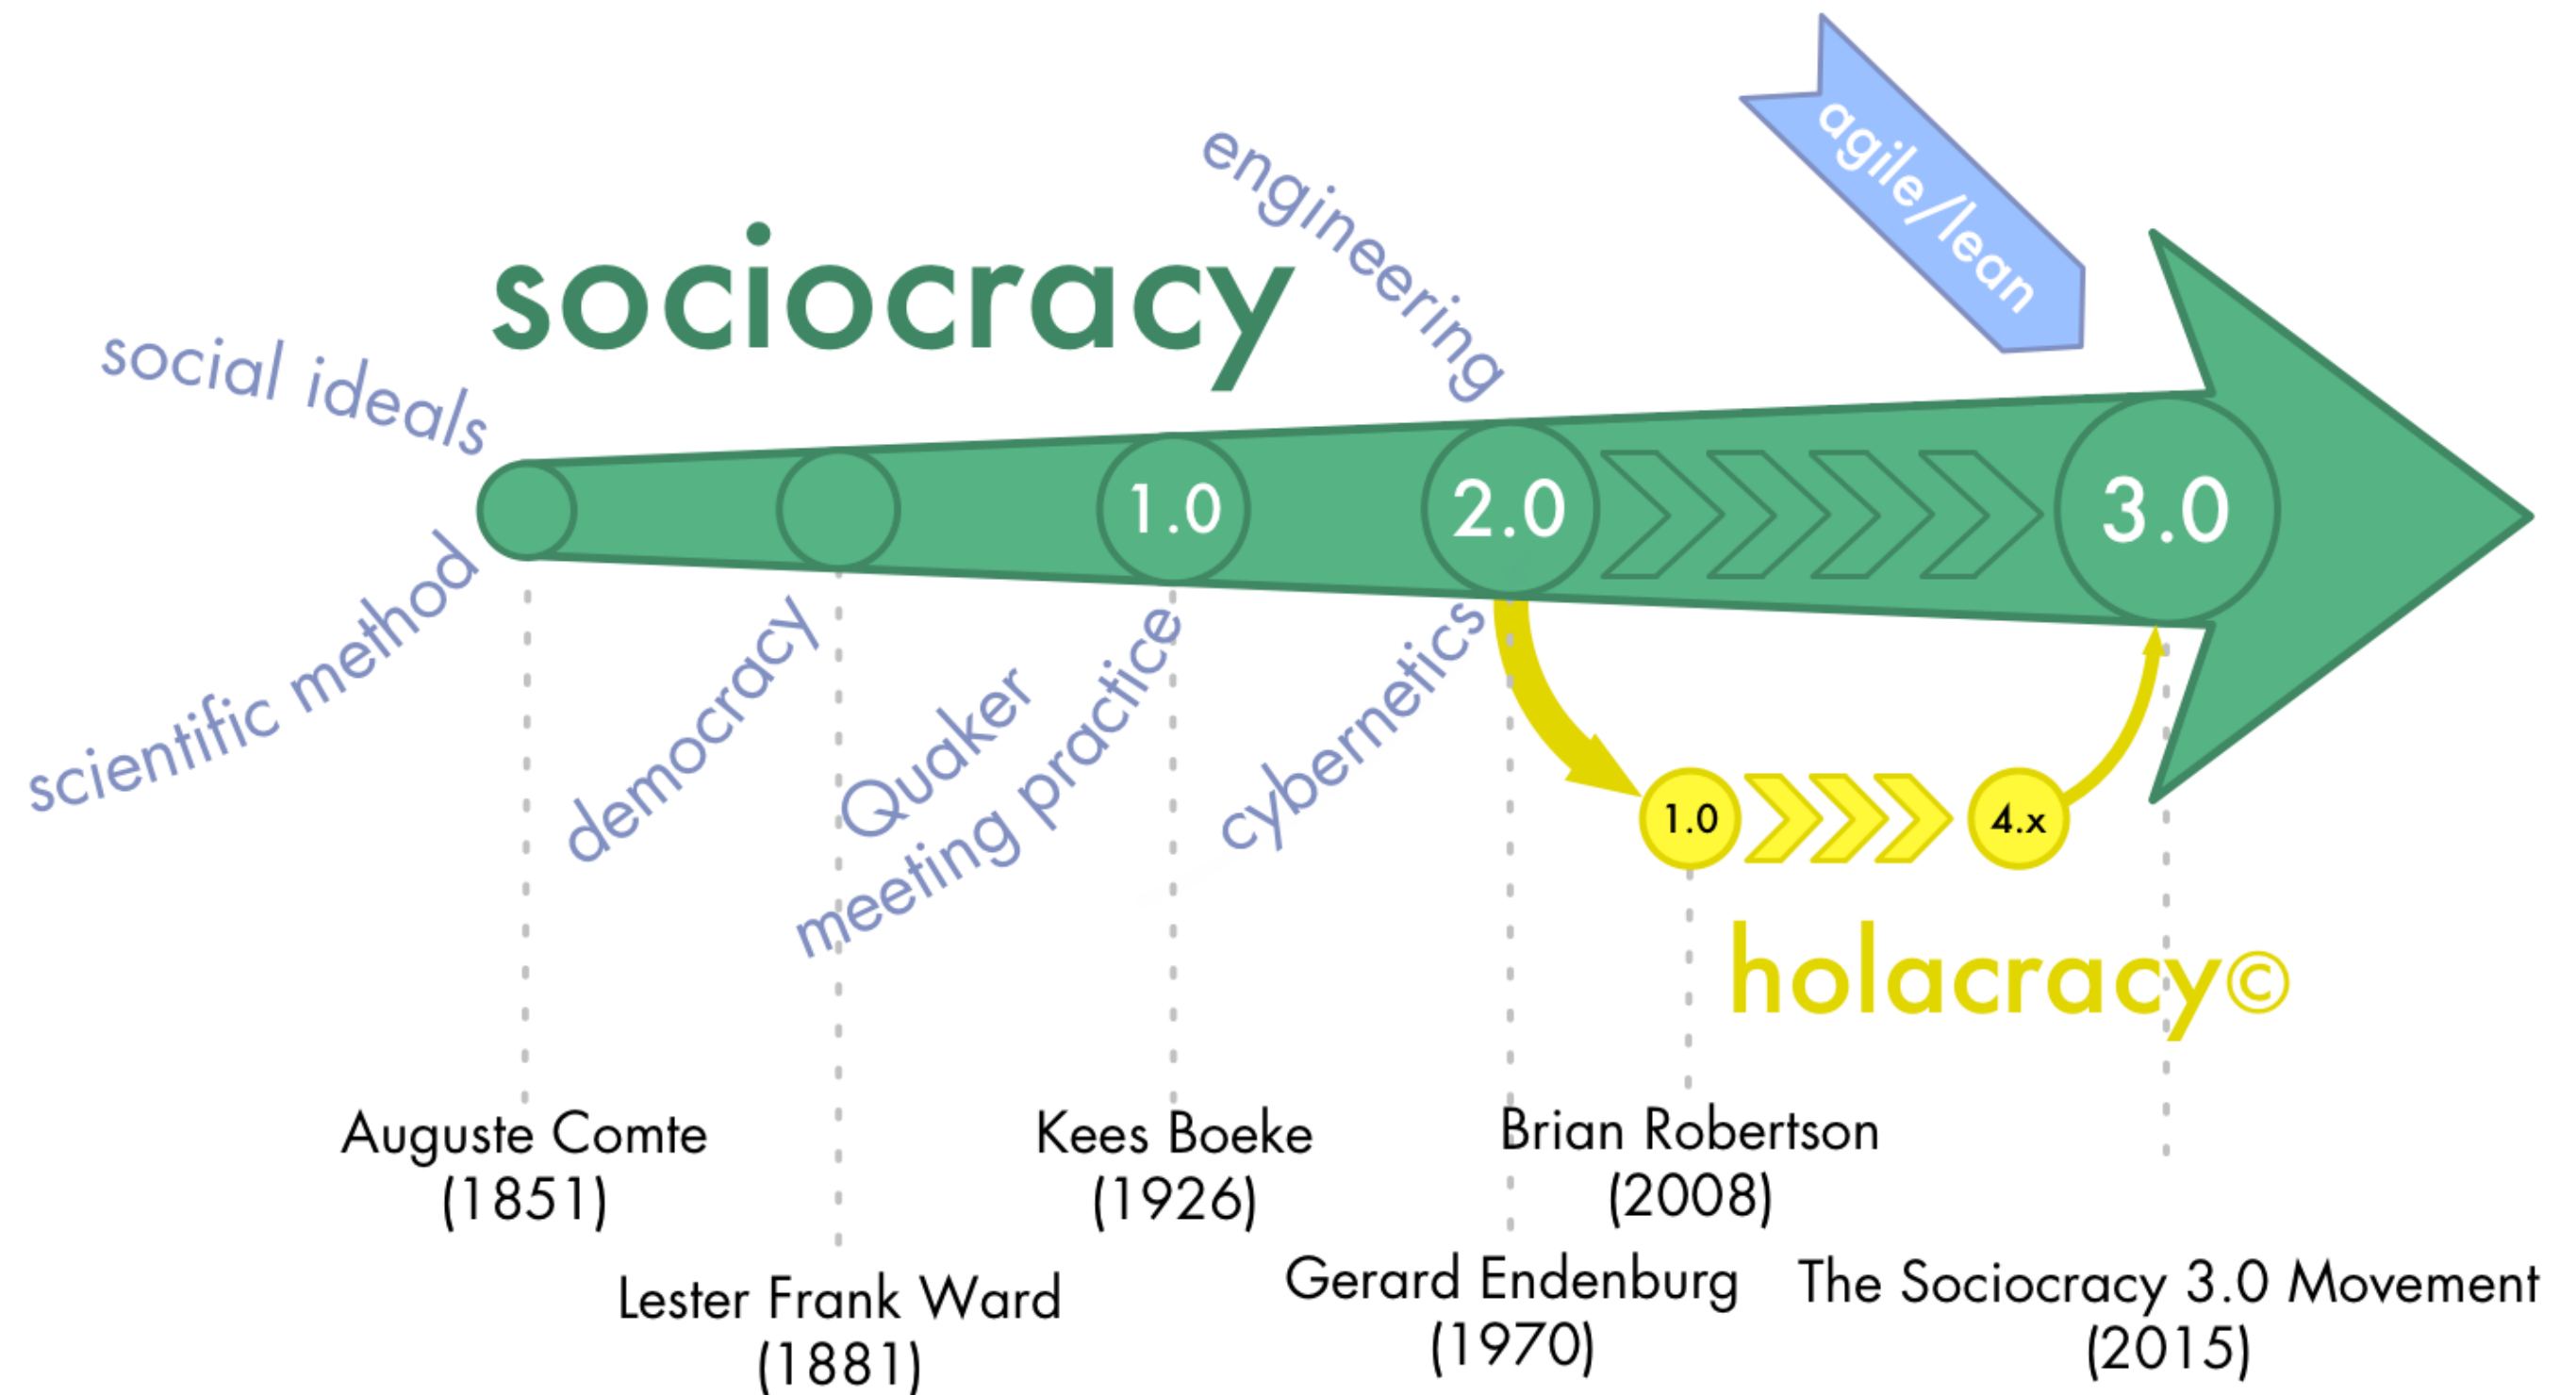 agile/lean
engineering
sociocracy
social ideals
1.0
2.0
3.0
scientific method
democracy
Quaker
meeting practice
cybernetics
1.0
4.x
holacracy©
Auguste Comte
(1851)
Lester Frank Ward
(1881)
Kees Boeke
(1926)
Gerard Endenburg
(1970)
Brian Robertson
(2008)
The Sociocracy 3.0 Movement
(2015)